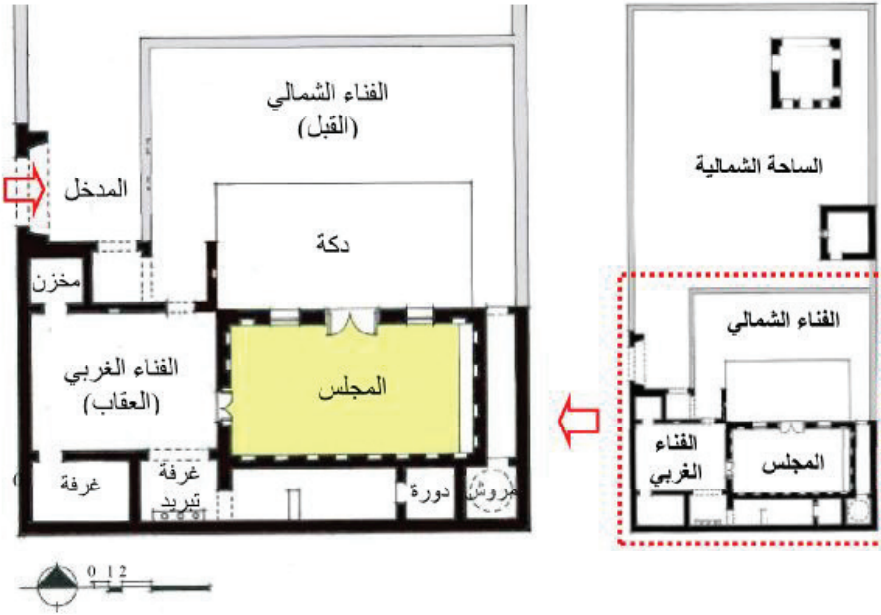 الفناء الشمالي
(القبل)
المدخل
دكة
مخزن
الفناء الغربي
(العقاب)
المجلس
غرفة
غرفة
تبريد
دورة
مروش
0 1 2
الساحة الشمالية
الفناء الشمالي
الفناء
الغربي
المجلس